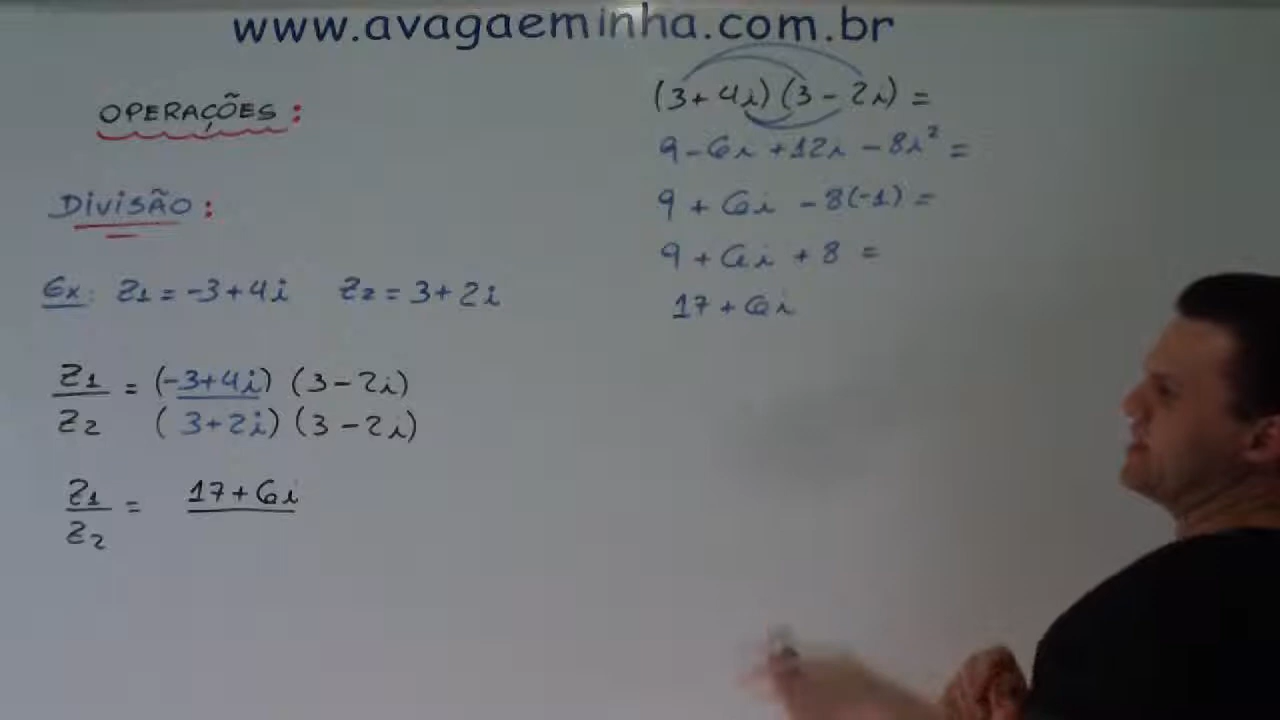 www.avagaeminha.com.br
OPERAÇÕES:
DIVISÃO:
Ex: Z1 = -3+4i Z2 = 3+2i
Z1/Z2 = (-3+4i) (3-2i) / (3+2i) (3-2i)
Z1/Z2 = 17+6i
(3+4i)(3-2i) =
9-6i+12i-8i² =
9+6i-8(-1) =
9+6i+8 =
17+6i